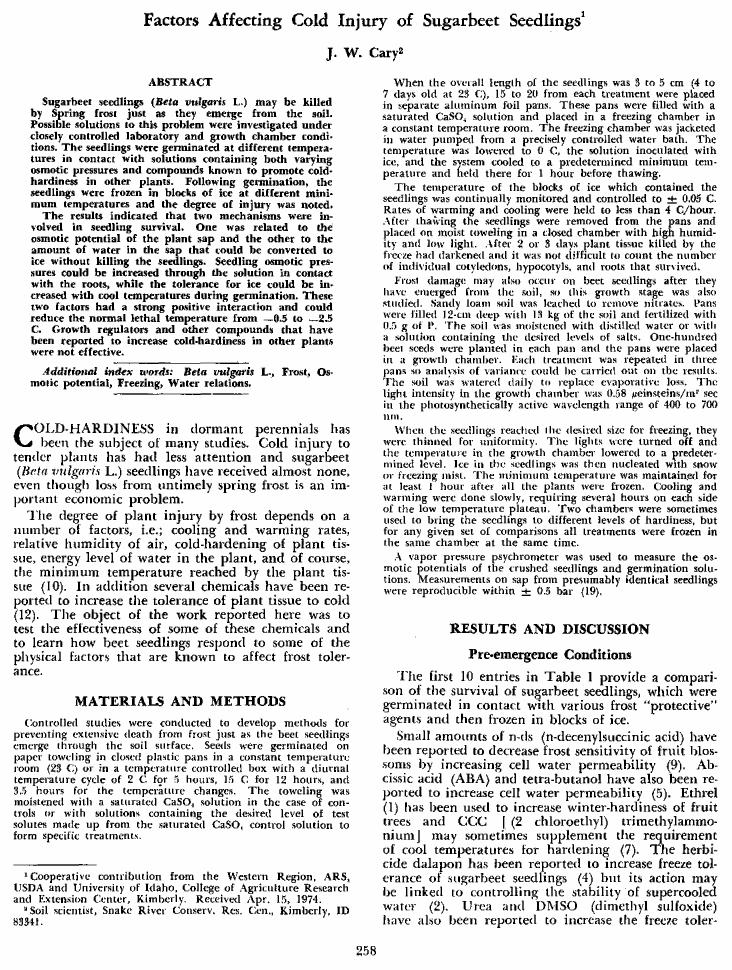 Factors Affecting Cold Injury of Sugarbeet Seedlings¹
J. W. Cary²
ABSTRACT
Sugarbeet seedlings (Beta vulgaris L.) may be killed
by Spring frost just as they emerge from the soil.
Possible solutions to this problem were investigated under
closely controlled laboratory and growth chamber condi-
tions. The seedlings were germinated at different tempera-
tures in contact with solutions containing both varying
osmotic pressures and compounds known to promote cold-
hardiness in other plants. Following germination, the
seedlings were frozen in blocks of ice at different mini-
mum temperatures and the degree of injury was noted.
The results indicated that two mechanisms were in-
volved in seedling survival. One was related to the
osmotic potential of the plant sap and the other to the
amount of water in the sap that could be converted to
ice without killing the seedlings. Seedling osmotic pres-
sures could be increased through the solution in contact
with the roots, while the tolerance for ice could be in-
creased with cool temperatures during germination. These
two factors had a strong positive interaction and could
reduce the normal lethal temperature from —0.5 to —2.5
C. Growth regulators and other compounds that have
been reported to increase cold-hardiness in other plants
were not effective.
Additional index words: Beta vulgaris L., Frost, Os-
motic potential, Freezing, Water relations.
COLD-HARDINESS in dormant perennials has
been the subject of many studies. Cold injury to
tender plants has had less attention and sugarbeet
(Beta vulgaris L.) seedlings have received almost none,
even though loss from untimely spring frost is an im-
portant economic problem.
The degree of plant injury by frost depends on a
number of factors, i.e.; cooling and warming rates,
relative humidity of air, cold-hardening of plant tis-
sue, energy level of water in the plant, and of course,
the minimum temperature reached by the plant tis-
sue (10). In addition several chemicals have been re-
ported to increase the tolerance of plant tissue to cold
(12). The object of the work reported here was to
test the effectiveness of some of these chemicals and
to learn how beet seedlings respond to some of the
physical factors that are known to affect frost toler-
ance.
MATERIALS AND METHODS
Controlled studies were conducted to develop methods for
preventing extensive death from frost just as the beet seedlings
emerge through the soil surface. Seeds were germinated on
paper toweling in closed plastic pans in a constant temperature
room (23 C) or in a temperature controlled box with a diurnal
temperature cycle of 2 C for 5 hours, 15 C for 12 hours, and
3.5 hours for the temperature changes. The toweling was
moistened with a saturated CaSO₄ solution in the case of con-
trols or with solutions containing the desired level of test
solutes made up from the saturated CaSO₄ control solution to
form specific treatments.
¹ Cooperative contribution from the Western Region, ARS,
USDA and University of Idaho, College of Agriculture Research
and Extension Center, Kimberly. Received Apr. 15, 1974.
² Soil scientist, Snake River Conserv. Res. Cen., Kimberly, ID
83341.
When the overall length of the seedlings was 3 to 5 cm (4 to
7 days old at 23 C), 15 to 20 from each treatment were placed
in separate aluminum foil pans. These pans were filled with a
saturated CaSO₄ solution and placed in a freezing chamber in
a constant temperature room. The freezing chamber was jacketed
in water pumped from a precisely controlled water bath. The
temperature was lowered to 0 C, the solution inoculated with
ice, and the system cooled to a predetermined minimum tem-
perature and held there for 1 hour before thawing.
The temperature of the blocks of ice which contained the
seedlings was continually monitored and controlled to ± 0.05 C.
Rates of warming and cooling were held to less than 4 C/hour.
After thawing the seedlings were removed from the pans and
placed on moist toweling in a closed chamber with high humid-
ity and low light. After 2 or 3 days plant tissue killed by the
freeze had darkened and it was not difficult to count the number
of individual cotyledons, hypocotyls, and roots that survived.
Frost damage may also occur on beet seedlings after they
have emerged from the soil, so this growth stage was also
studied. Sandy loam soil was leached to remove nitrates. Pans
were filled 12-cm deep with 13 kg of the soil and fertilized with
0.5 g of P. The soil was moistened with distilled water or with
a solution containing the desired levels of salts. One-hundred
beet seeds were planted in each pan and the pans were placed
in a growth chamber. Each treatment was repeated in three
pans so analysis of variance could be carried out on the results.
The soil was watered daily to replace evaporative loss. The
light intensity in the growth chamber was 0.58 μeinsteins/m² sec
in the photosynthetically active wavelength range of 400 to 700
nm.
When the seedlings reached the desired size for freezing, they
were thinned for uniformity. The lights were turned off and
the temperature in the growth chamber lowered to a predeter-
mined level. Ice in the seedlings was then nucleated with snow
or freezing mist. The minimum temperature was maintained for
at least 1 hour after all the plants were frozen. Cooling and
warming were done slowly, requiring several hours on each side
of the low temperature plateau. Two chambers were sometimes
used to bring the seedlings to different levels of hardiness, but
for any given set of comparisons all treatments were frozen in
the same chamber at the same time.
A vapor pressure psychrometer was used to measure the os-
motic potentials of the crushed seedlings and germination solu-
tions. Measurements on sap from presumably identical seedlings
were reproducible within ± 0.5 bar (19).
RESULTS AND DISCUSSION
Pre-emergence Conditions
The first 10 entries in Table 1 provide a compari-
son of the survival of sugarbeet seedlings, which were
germinated in contact with various frost "protective"
agents and then frozen in blocks of ice.
Small amounts of n-ds (n-decenylsuccinic acid) have
been reported to decrease frost sensitivity of fruit blos-
soms by increasing cell water permeability (9). Ab-
cissic acid (ABA) and tetra-butanol have also been re-
ported to increase cell water permeability (5). Ethrel
(1) has been used to increase winter-hardiness of fruit
trees and CCC [(2 chloroethyl) trimethylammo-
nium] may sometimes supplement the requirement
of cool temperatures for hardening (7). The herbi-
cide dalapon has been reported to increase freeze tol-
erance of sugarbeet seedlings (4) but its action may
be linked to controlling the stability of supercooled
water (2). Urea and DMSO (dimethyl sulfoxide)
have also been reported to increase the freeze toler-
258